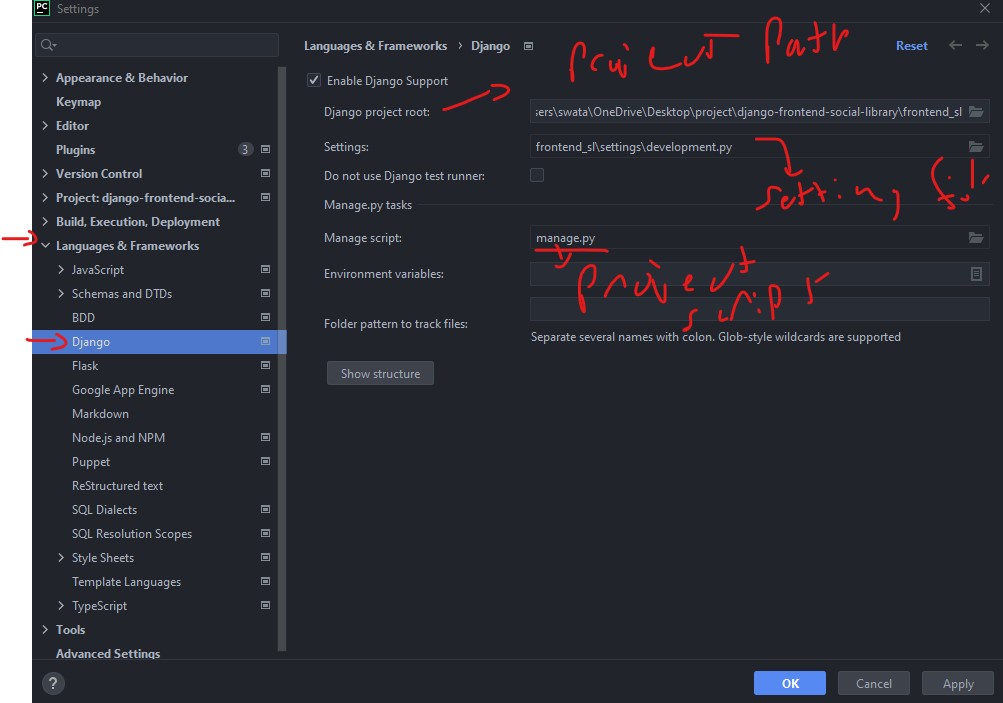 PC Settings
Languages & Frameworks › Django
Reset
Project Path
Appearance & Behavior
Keymap
Editor
Plugins 3
Version Control
Project: django-frontend-socia...
Build, Execution, Deployment
Languages & Frameworks
JavaScript
Schemas and DTDs
BDD
Django
Flask
Google App Engine
Markdown
Node.js and NPM
Puppet
ReStructured text
SQL Dialects
SQL Resolution Scopes
Style Sheets
Template Languages
TypeScript
Tools
Advanced Settings
Enable Django Support
Django project root: sers\swata\OneDrive\Desktop\project\django-frontend-social-library\frontend_sl
Settings: frontend_sl\settings\development.py
Do not use Django test runner:
setting
Manage.py tasks
Manage script: manage.py
Environment variables:
Project
script
Folder pattern to track files:
Separate several names with colon. Glob-style wildcards are supported
Show structure
?
OK
Cancel
Apply